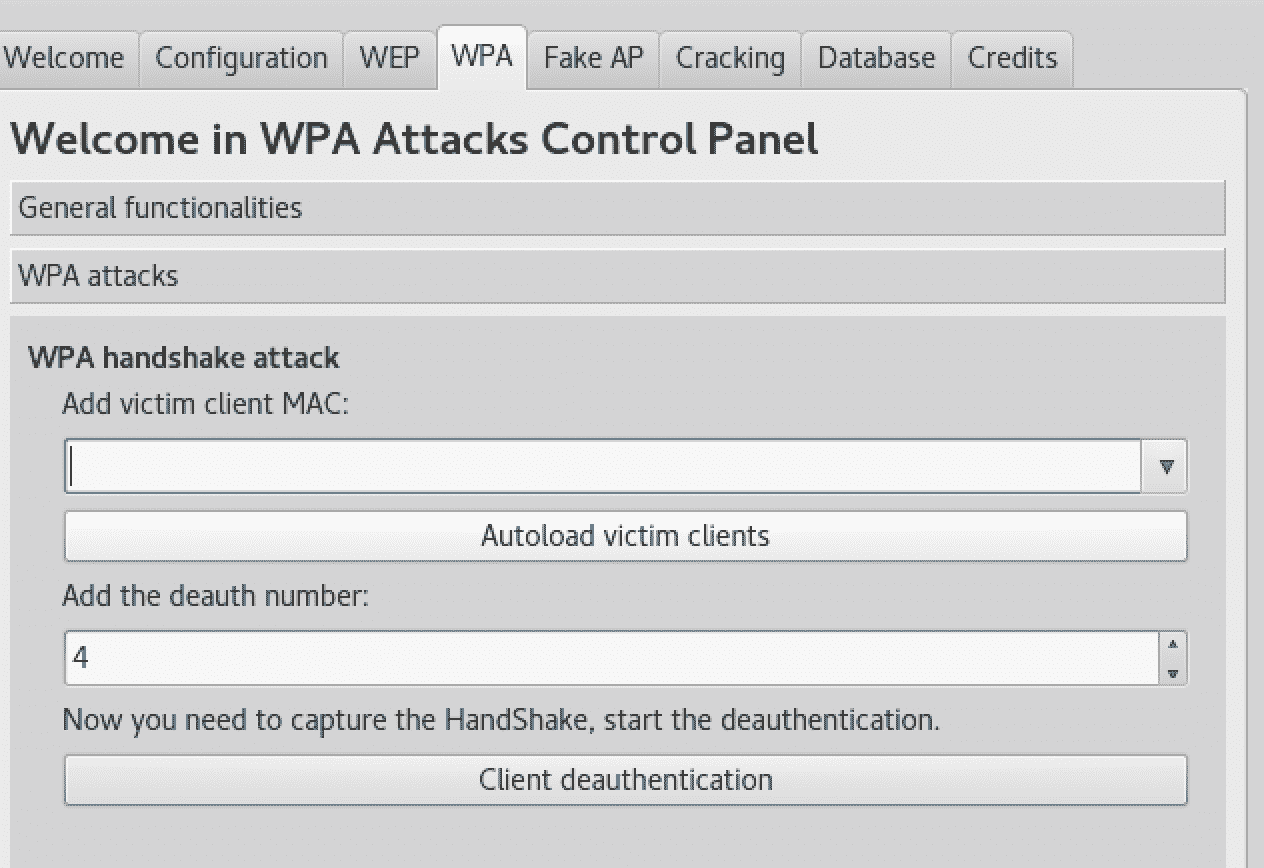 Welcome Configuration WEP WPA Fake AP Cracking Database Credits
Welcome in WPA Attacks Control Panel
General functionalities
WPA attacks
WPA handshake attack
Add victim client MAC:
Autoload victim clients
Add the deauth number:
4
Now you need to capture the HandShake, start the deauthentication.
Client deauthentication